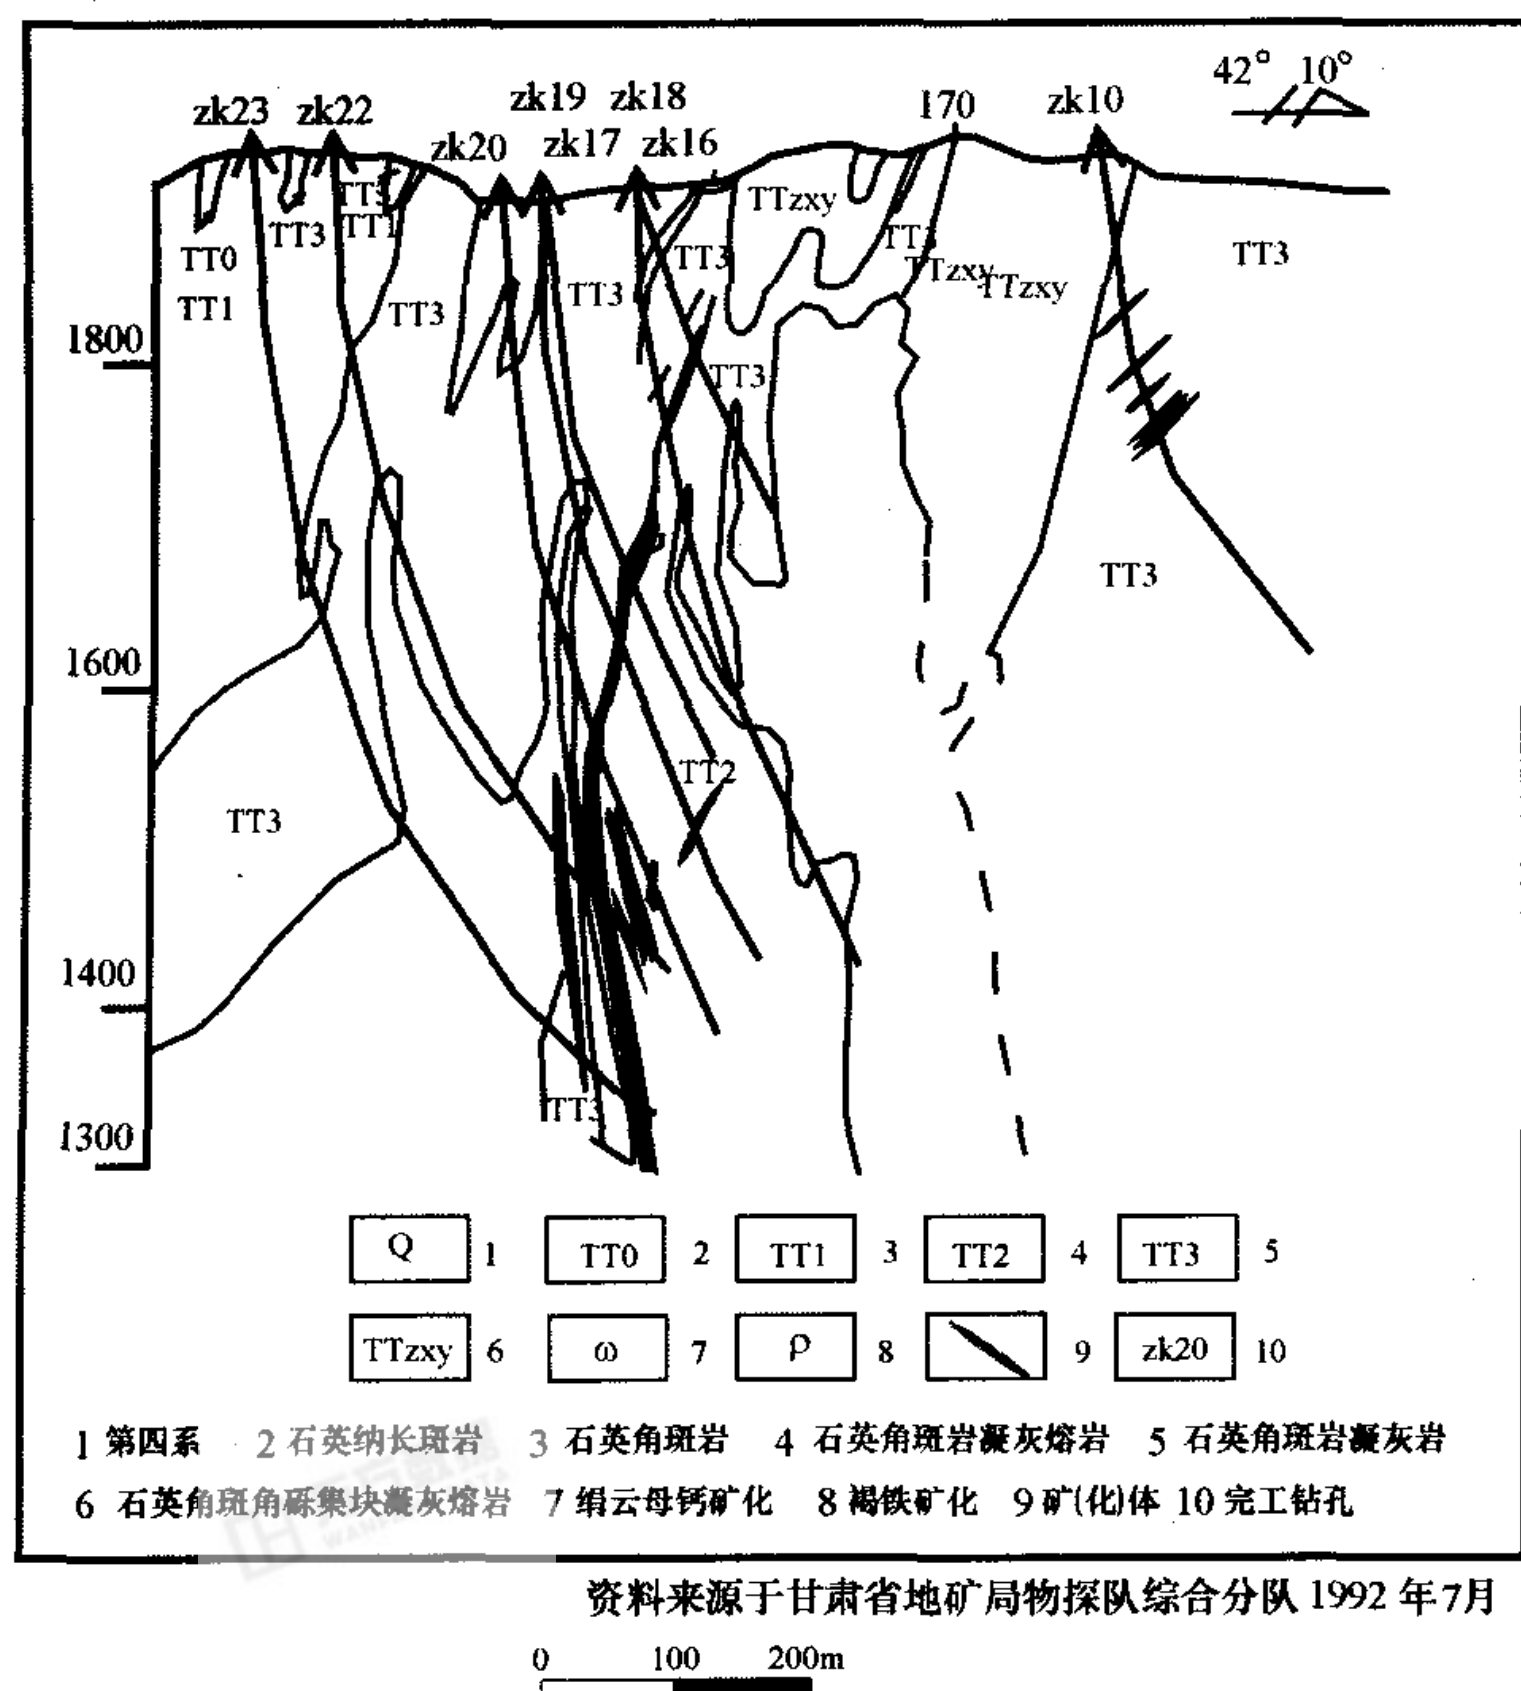 42° 10°
zk19 zk18
zk23 zk22 170 zk10
zk20 zk17 zk16
TT3 TTzxy
TT3 TT1 TT3
TT0 TT3 TTzxy TT3
TT1 TT3 TT3 TTzxy
1800
TT3
TT3
1600
TT2
TT3
1400
TT3
1300
Q 1 TT0 2 TT1 3 TT2 4 TT3 5
TTzxy 6 ω 7 ρ 8 9 zk20 10
1 第四系 2 石英纳长斑岩 3 石英角斑岩 4 石英角斑岩凝灰熔岩 5 石英角斑岩凝灰岩
6 石英角斑角砾集块凝灰熔岩 7 绢云母钙矿化 8 褐铁矿化 9 矿(化)体 10 完工钻孔
资料来源于甘肃省地矿局物探队综合分队 1992 年7月
0 100 200m